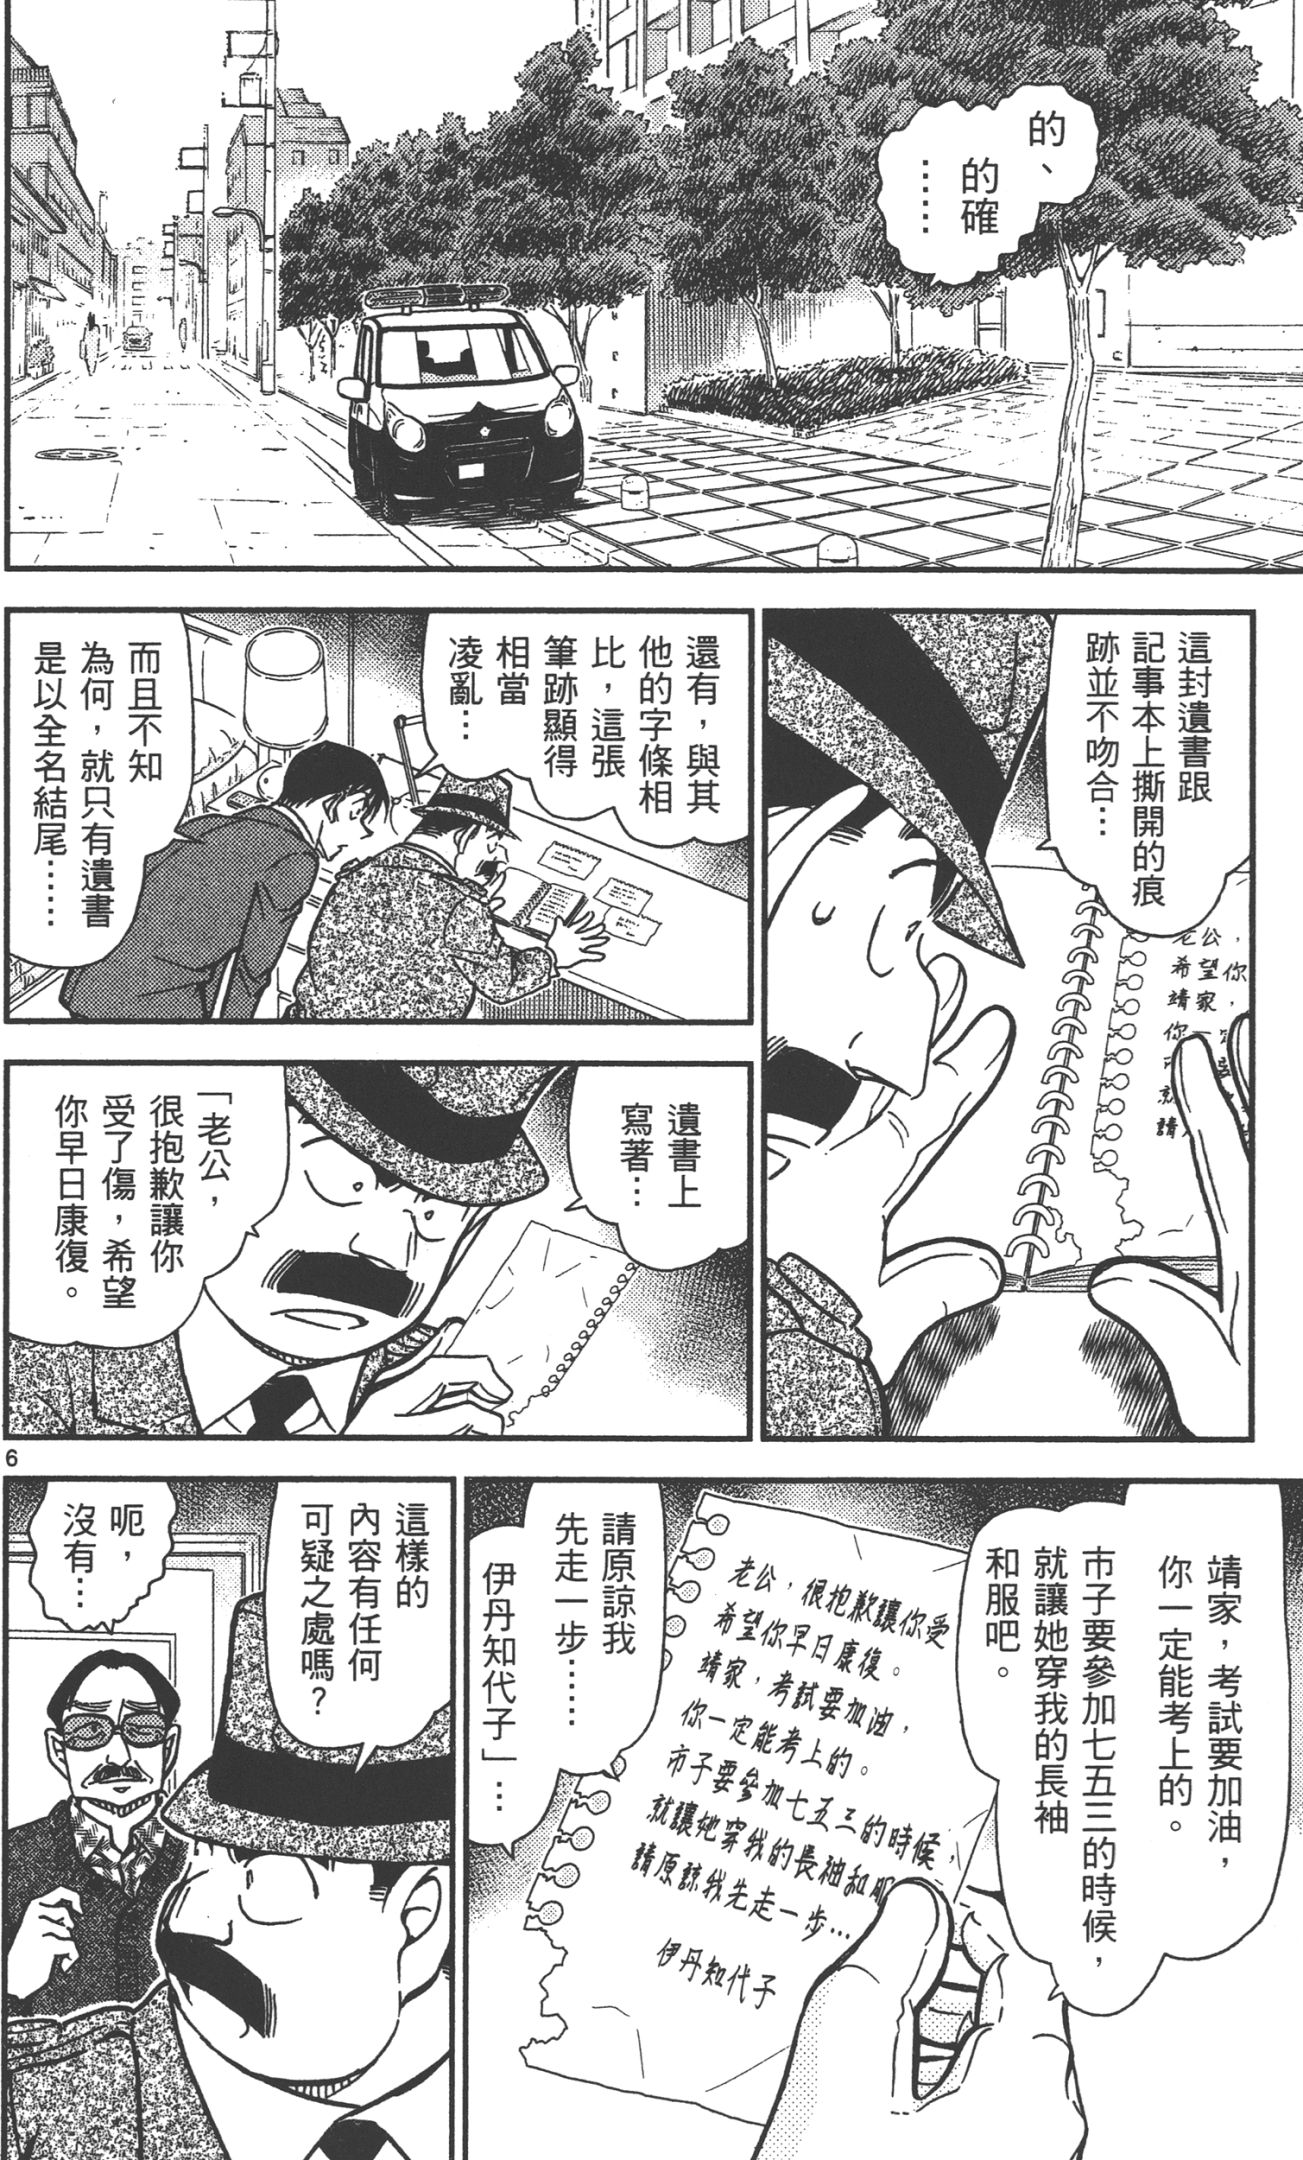 的、
的確
……
這封遺書跟
記事本上撕開的痕
跡並不吻合…
老公，
希望你
靖家，
你一定
還有，與其
他的字條相
比，這張
筆跡顯得
相當
凌亂…
而且不知
為何，就只有遺書
是以全名結尾……
遺書上
寫著…
「老公，
很抱歉讓你
受了傷，希望
你早日康復。
6
靖家，考試要加油，
你一定能考上的。
市子要參加七五三的時候，
就讓她穿我的長袖
和服吧。
老公，很抱歉讓你受
希望你早日康復。
靖家，考試要加油，
你一定能考上的。
市子要參加七五三的時候，
就讓她穿我的長袖和服
請原諒我先走一步…
伊丹知代子
請原諒我
先走一步……
伊丹知代子」…
這樣的
內容有任何
可疑之處嗎？
呃，
沒有…